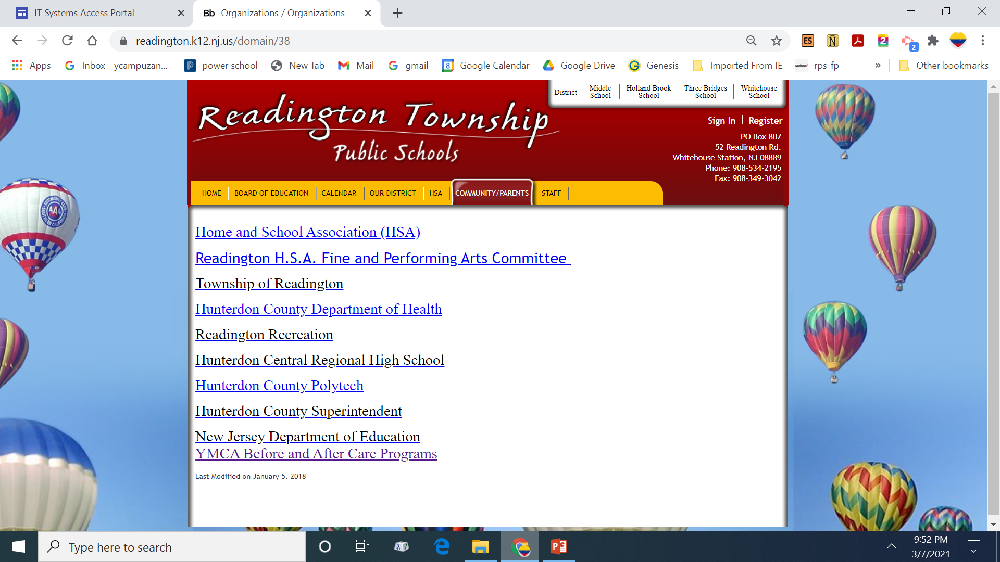 IT Systems Access Portal
Bb Organizations / Organizations
readington.k12.nj.us/domain/38
ES Ñ 2 2
Apps Inbox - ycampuzan... power school New Tab Mail gmail 8 Google Calendar Google Drive Genesis Imported From IE verizon rps-fp » Other bookmarks
District Middle School Holland Brook School Three Bridges School Whitehouse School
Readington Township
Public Schools
Sign In Register
PO Box 807
52 Readington Rd.
Whitehouse Station, NJ 08889
Phone: 908-534-2195
Fax: 908-349-3042
HOME BOARD OF EDUCATION CALENDAR OUR DISTRICT HSA COMMUNITY/PARENTS STAFF
Home and School Association (HSA)
Readington H.S.A. Fine and Performing Arts Committee
Township of Readington
Hunterdon County Department of Health
Readington Recreation
Hunterdon Central Regional High School
Hunterdon County Polytech
Hunterdon County Superintendent
New Jersey Department of Education
YMCA Before and After Care Programs
Last Modified on January 5, 2018
AAA
Type here to search
9:52 PM
3/7/2021